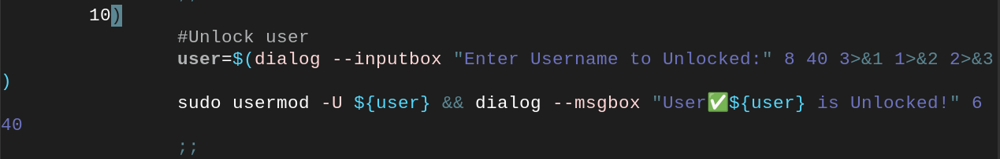 10)
#Unlock user
user=$(dialog --inputbox "Enter Username to Unlocked:" 8 40 3>&1 1>&2 2>&3
)
sudo usermod -U ${user} && dialog --msgbox "User✅${user} is Unlocked!" 6
40
;;